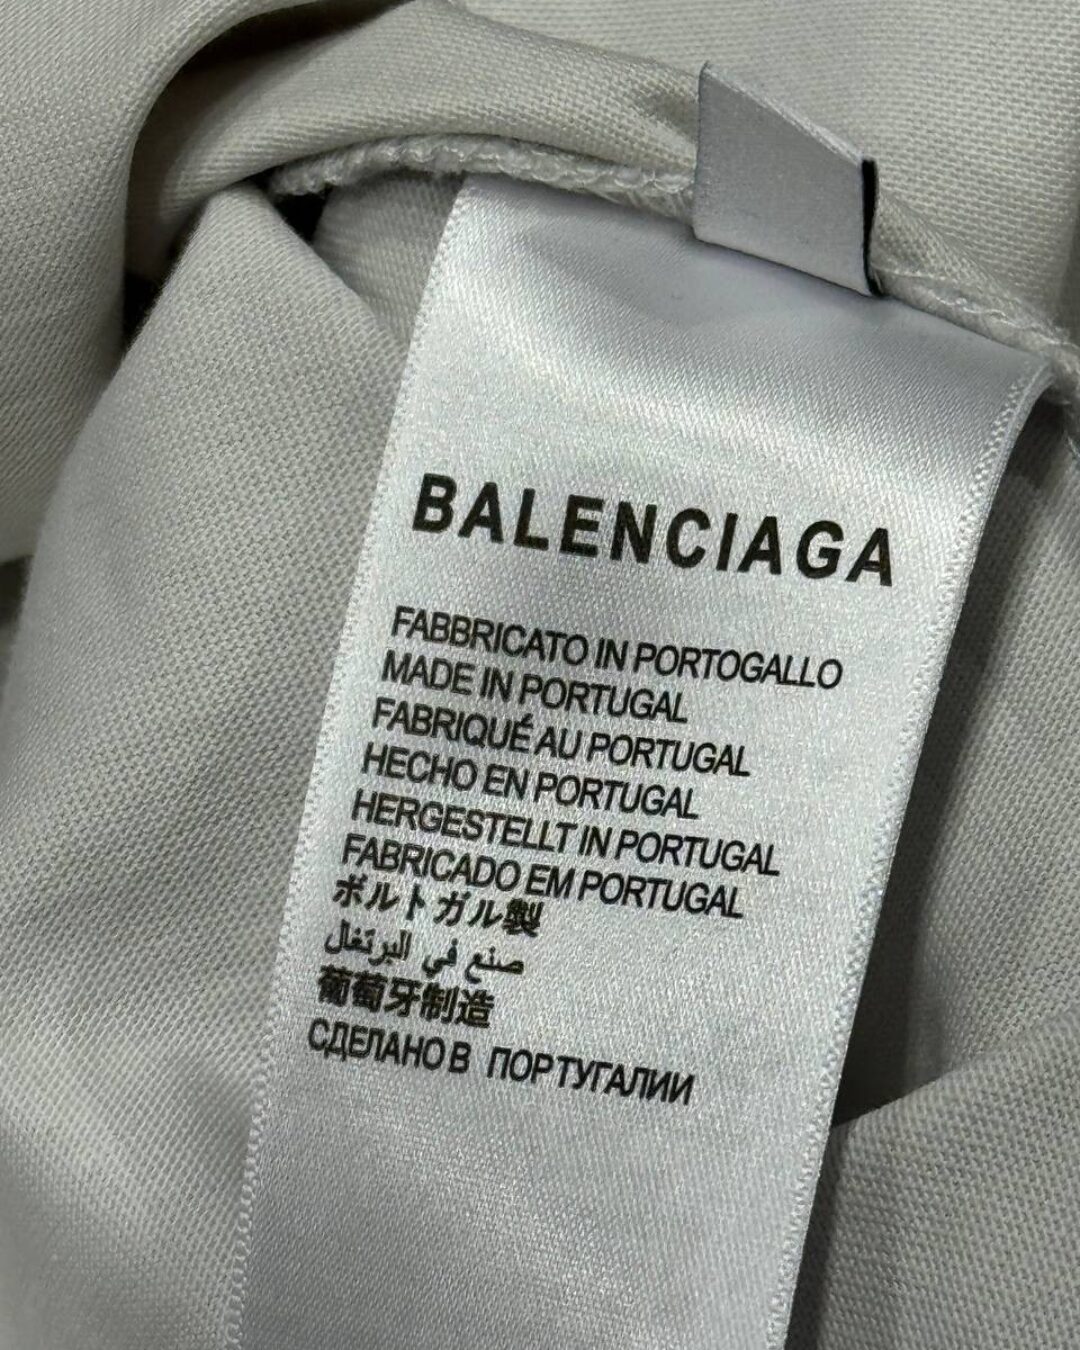 BALENCIAGA
FABBRICATO IN PORTOGALLO
MADE IN PORTUGAL
FABRIQUÉ AU PORTUGAL
HECHO EN PORTUGAL
HERGESTELLT IN PORTUGAL
FABRICADO EM PORTUGAL
ポルトガル製
صنع في البرتغال
葡萄牙制造
СДЕЛАНО В ПОРТУГАЛИИ